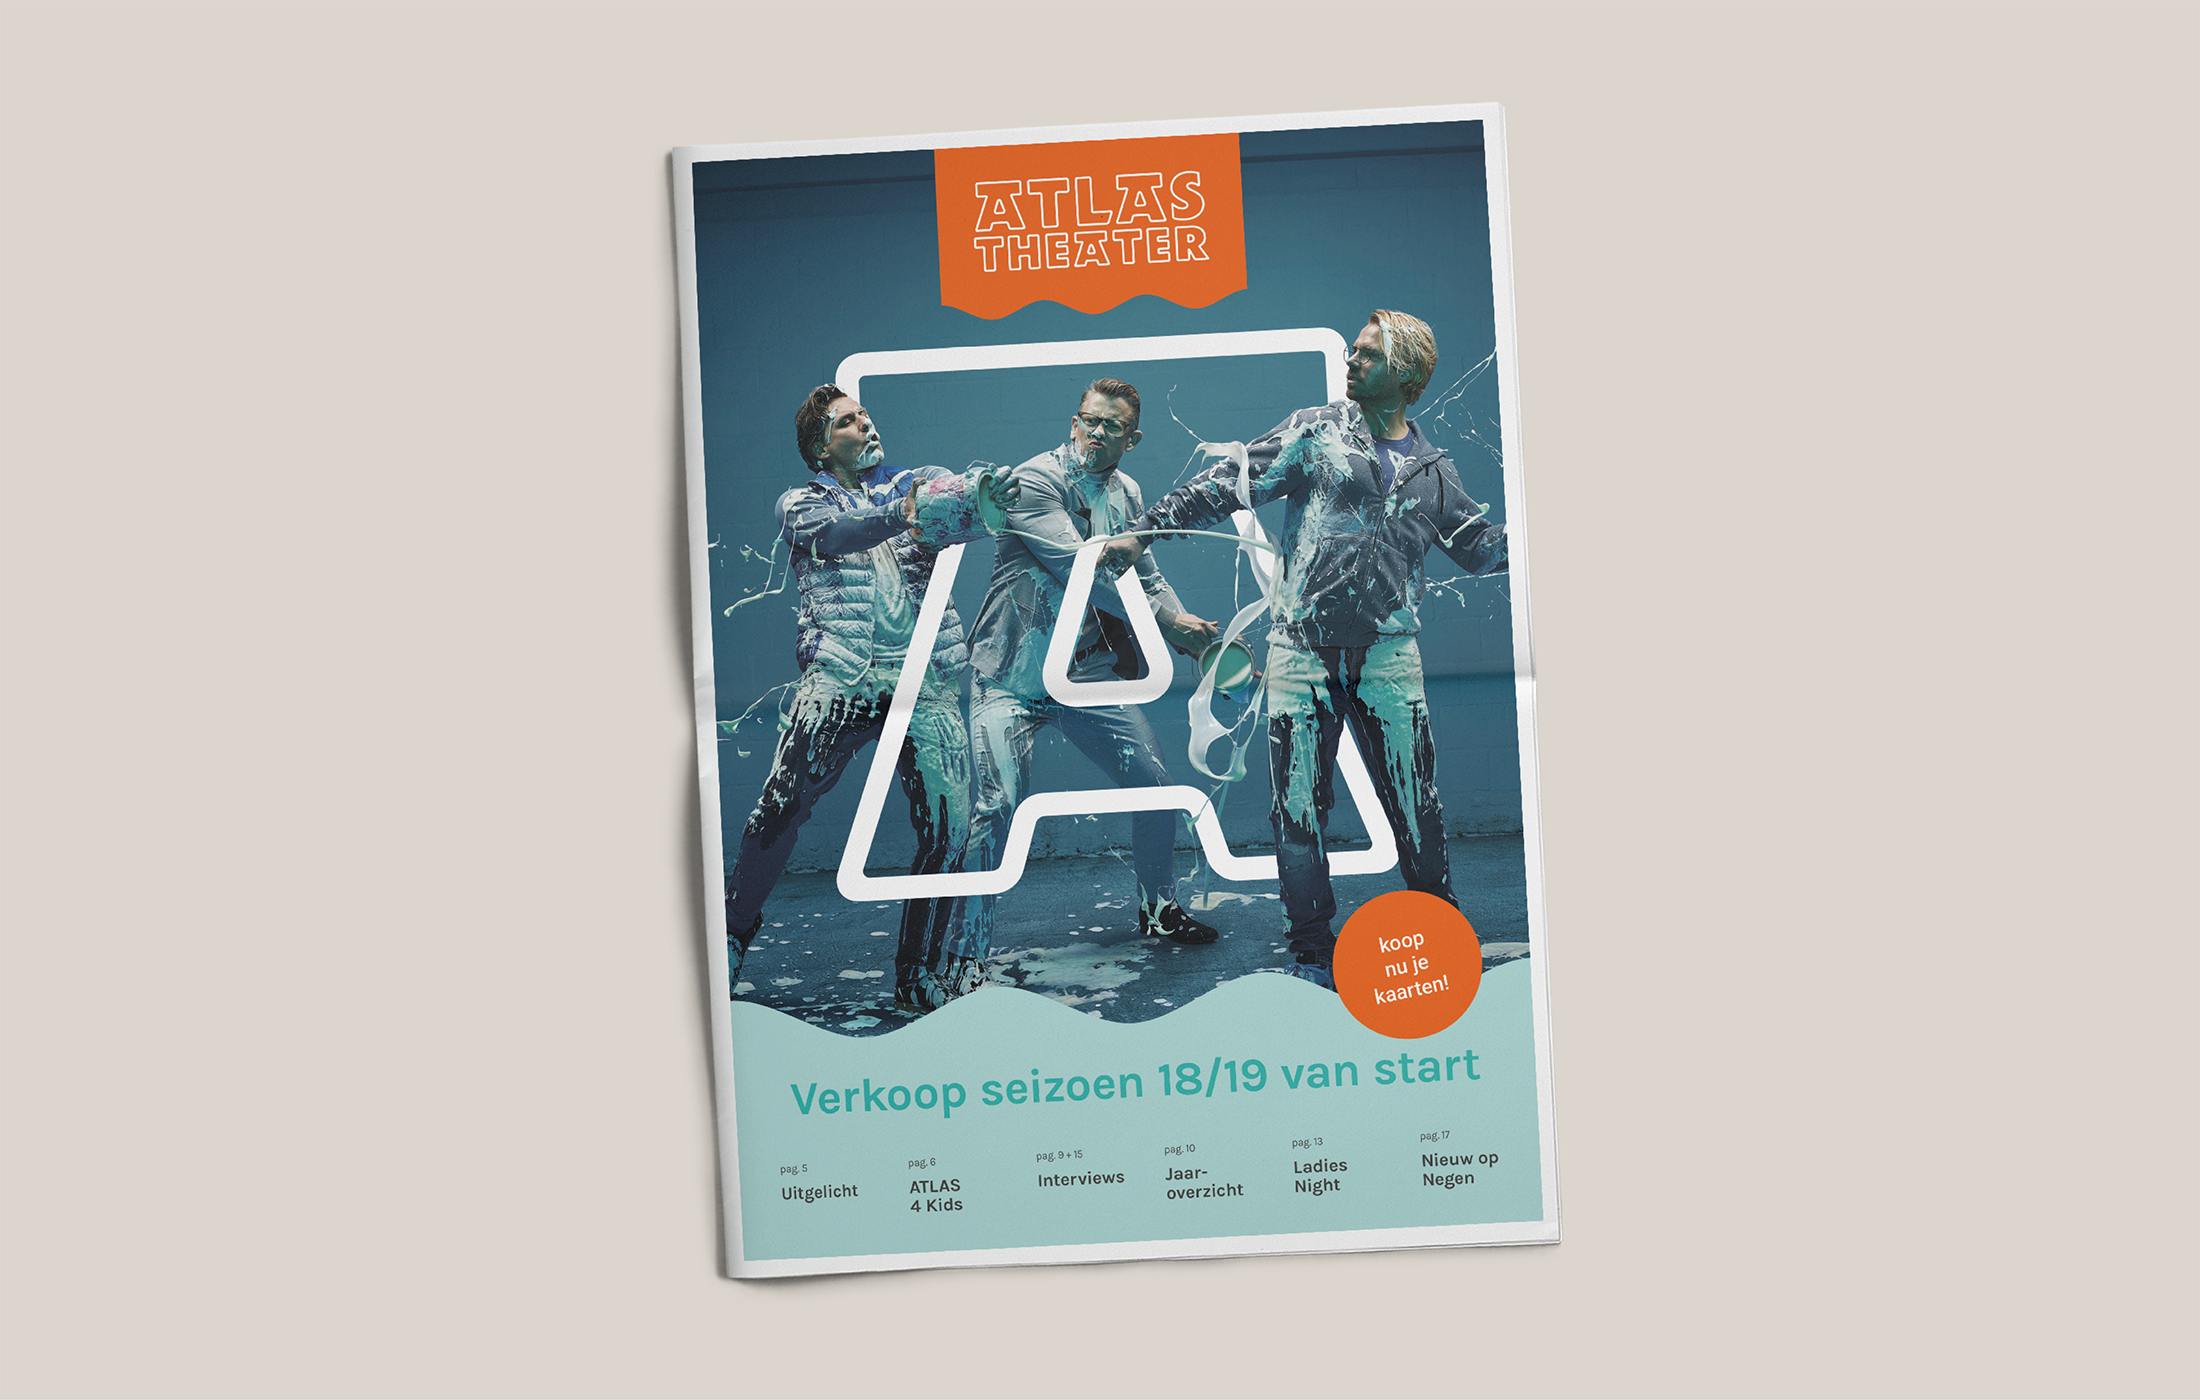 ATLAS
THEATER
A
koop
nu je
kaarten!
Verkoop seizoen 18/19 van start
pag. 5
Uitgelicht
pag. 6
ATLAS
4 Kids
pag. 9 + 15
Interviews
pag. 10
Jaar-
overzicht
pag. 13
Ladies
Night
pag. 17
Nieuw op
Negen